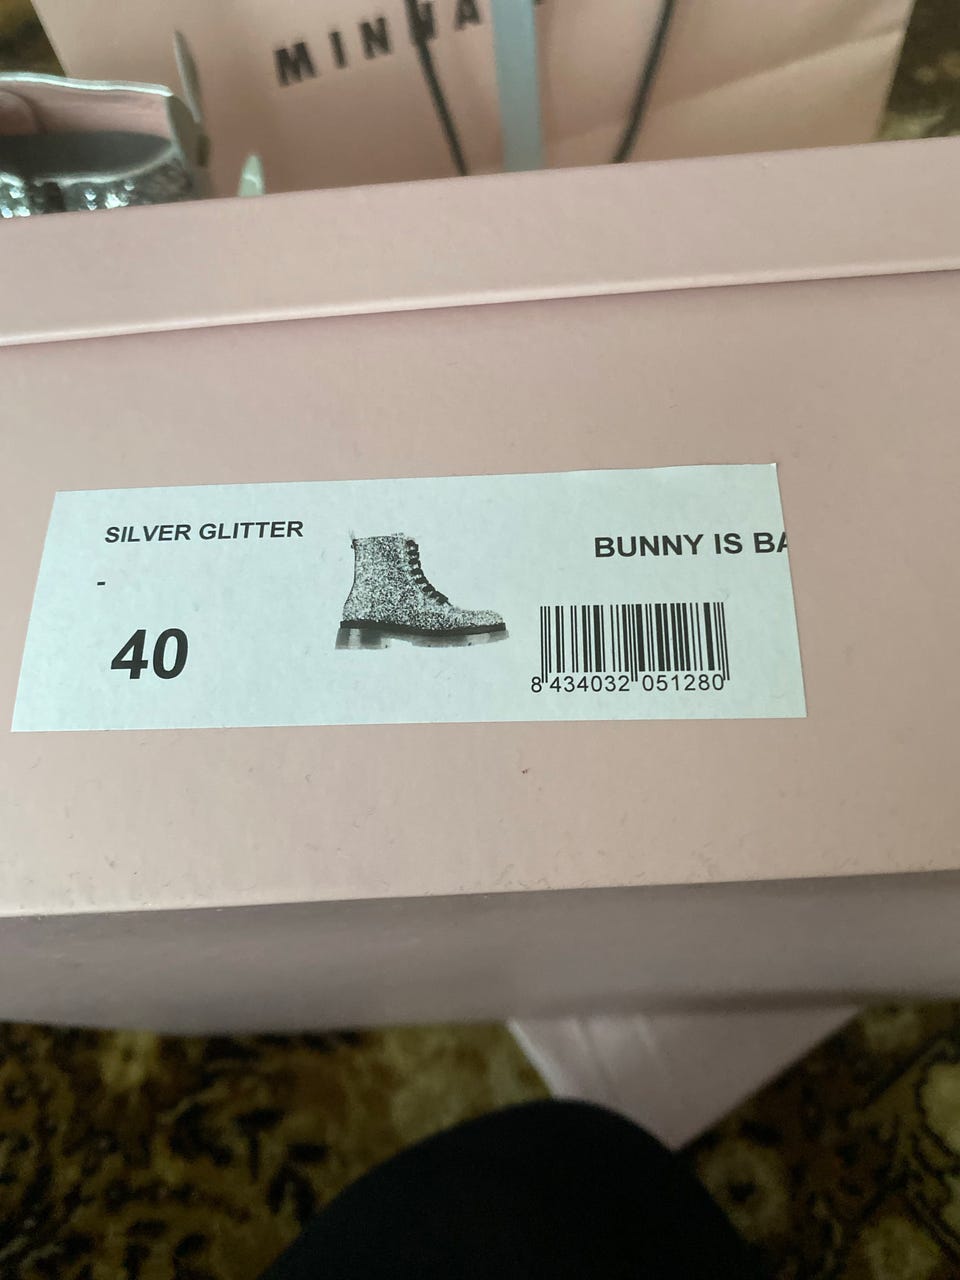 MINNA
SILVER GLITTER
BUNNY IS BA
-
40
8 434032 051280